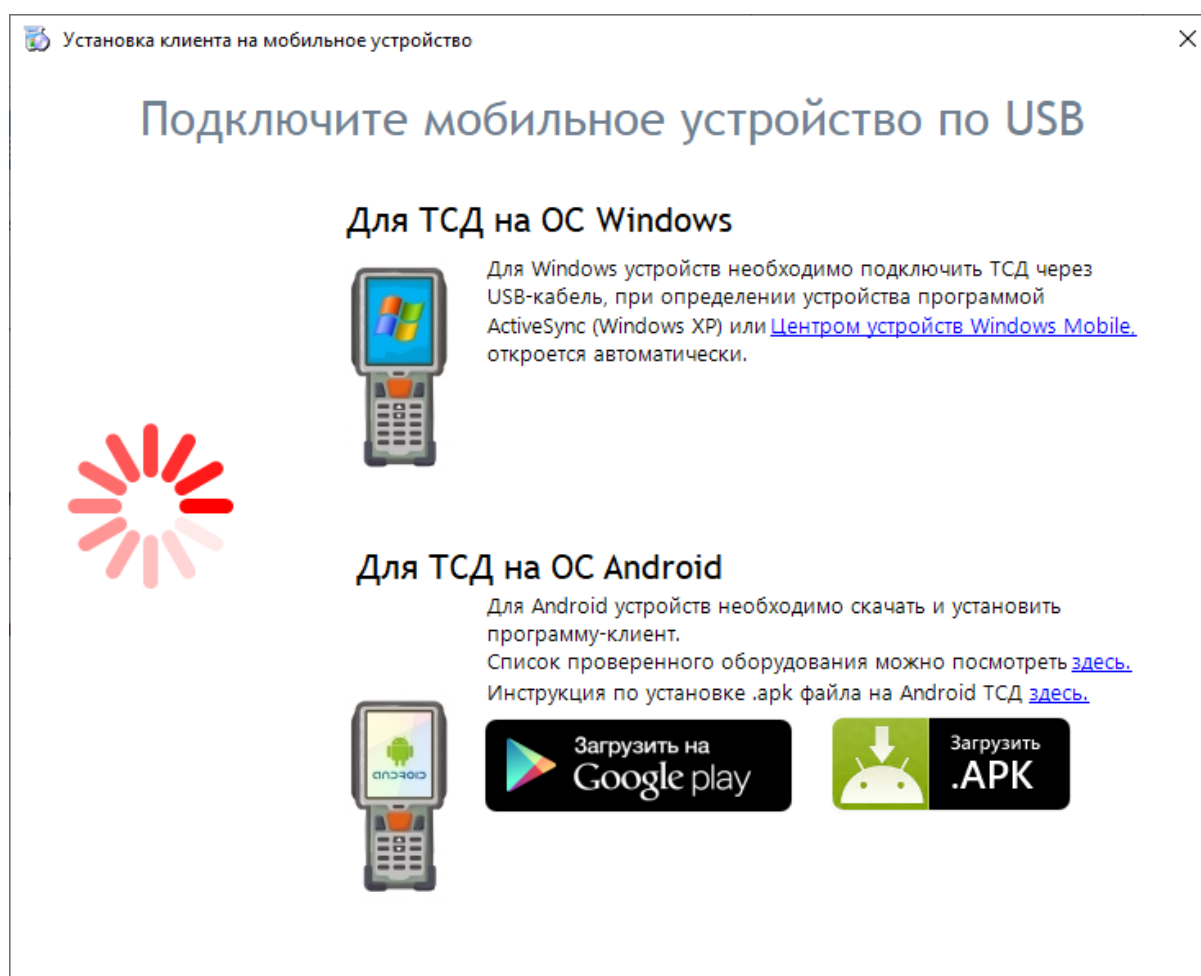 Установка клиента на мобильное устройство
Подключите мобильное устройство по USB
Для ТСД на ОС Windows
Для Windows устройств необходимо подключить ТСД через
USB-кабель, при определении устройства программой
ActiveSync (Windows XP) или Центром устройств Windows Mobile,
откроется автоматически.
Для ТСД на ОС Android
Для Android устройств необходимо скачать и установить
программу-клиент.
Список проверенного оборудования можно посмотреть здесь.
Инструкция по установке .apk файла на Android ТСД здесь.
Загрузить на
Google play
Загрузить
.APK
ANDROID